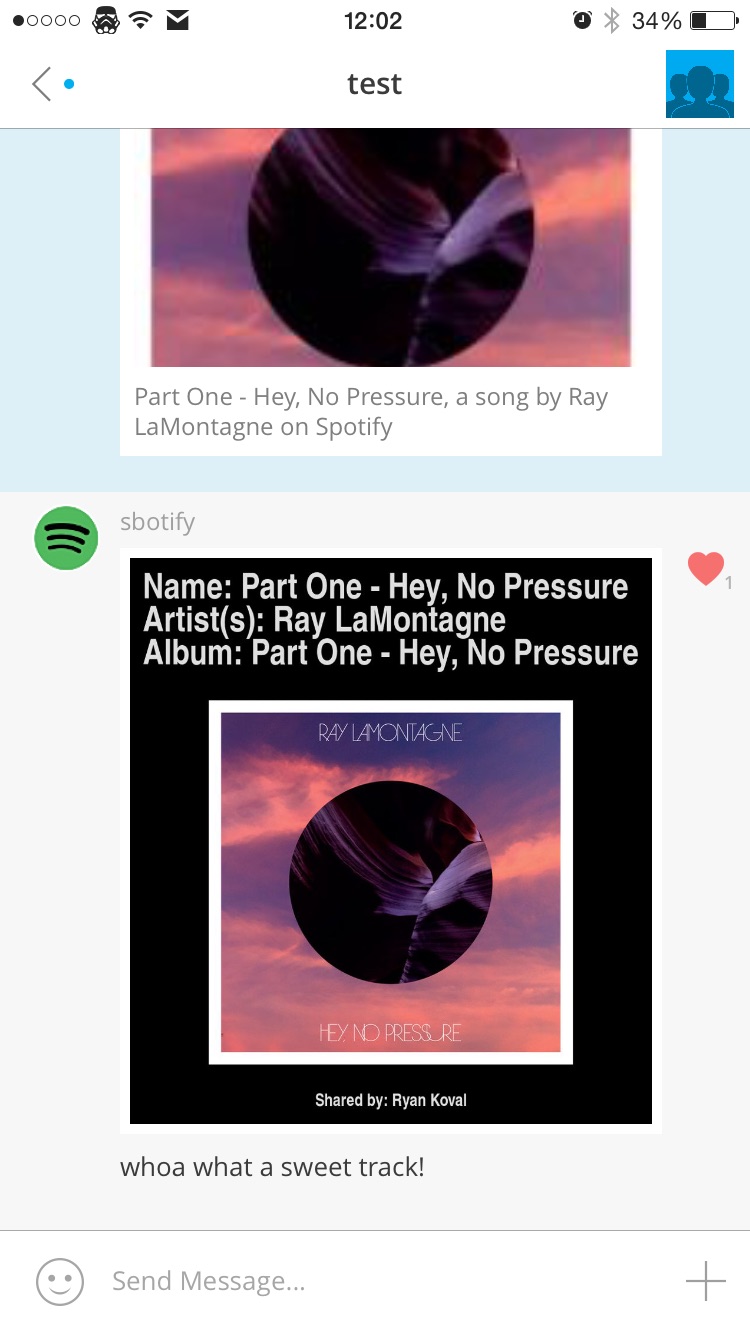 12:02
34%
test
Part One - Hey, No Pressure, a song by Ray
LaMontagne on Spotify
sbotify
Name: Part One - Hey, No Pressure
Artist(s): Ray LaMontagne
Album: Part One - Hey, No Pressure
1
RAY LAMONTAGNE
HEY, NO PRESSURE
Shared by: Ryan Koval
whoa what a sweet track!
Send Message...